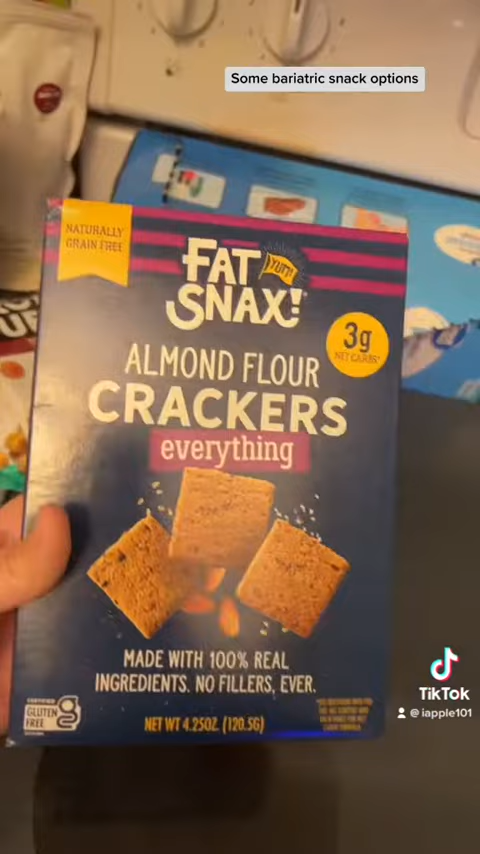 Some bariatric snack options
NATURALLY
GRAIN FREE
FAT
YUM!
SNAX!
3g
NET CARBS*
ALMOND FLOUR
CRACKERS
everything
MADE WITH 100% REAL
INGREDIENTS. NO FILLERS, EVER.
CERTIFIED
GLUTEN
FREE
NET WT 4.25OZ. (120.5G)
TikTok
@iapple101